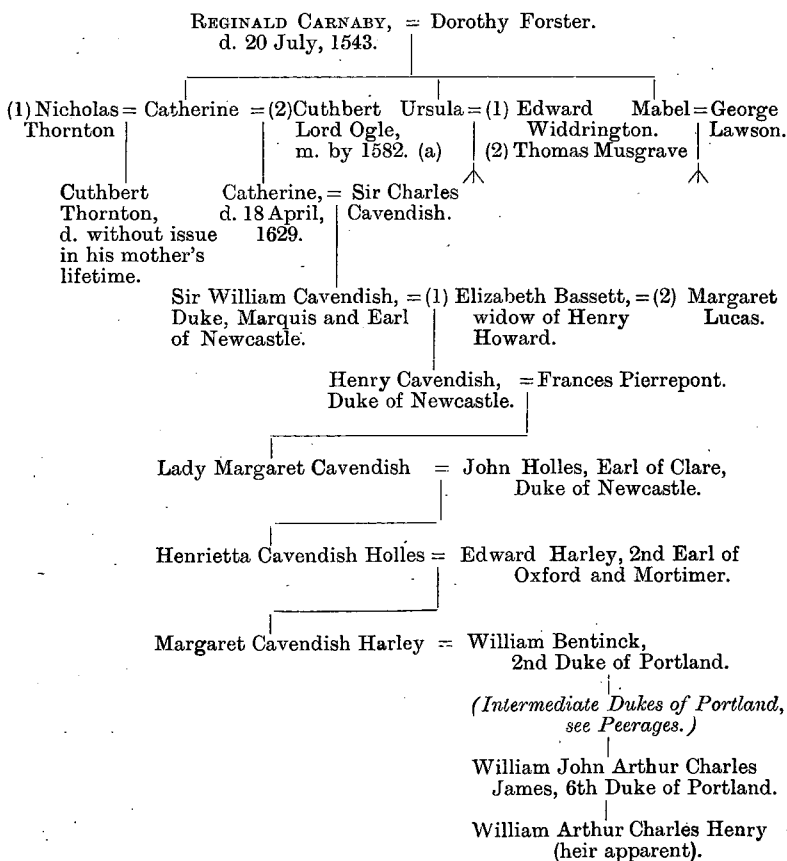 REGINALD CARNABY, = Dorothy Forster.
d. 20 July, 1543.
(1) Nicholas = Catherine = (2) Cuthbert Ursula = (1) Edward Mabel = George
Thornton Lord Ogle, Widdrington. Lawson.
m. by 1582. (a) (2) Thomas Musgrave
Cuthbert Catherine, = Sir Charles
Thornton, d. 18 April, Cavendish.
d. without issue 1629.
in his mother's
lifetime.
Sir William Cavendish, = (1) Elizabeth Bassett, = (2) Margaret
Duke, Marquis and Earl widow of Henry Lucas.
of Newcastle. Howard.
Henry Cavendish, = Frances Pierrepont.
Duke of Newcastle.
Lady Margaret Cavendish = John Holles, Earl of Clare,
Duke of Newcastle.
Henrietta Cavendish Holles = Edward Harley, 2nd Earl of
Oxford and Mortimer.
Margaret Cavendish Harley = William Bentinck,
2nd Duke of Portland.
(Intermediate Dukes of Portland,
see Peerages.)
William John Arthur Charles
James, 6th Duke of Portland.
William Arthur Charles Henry
(heir apparent).